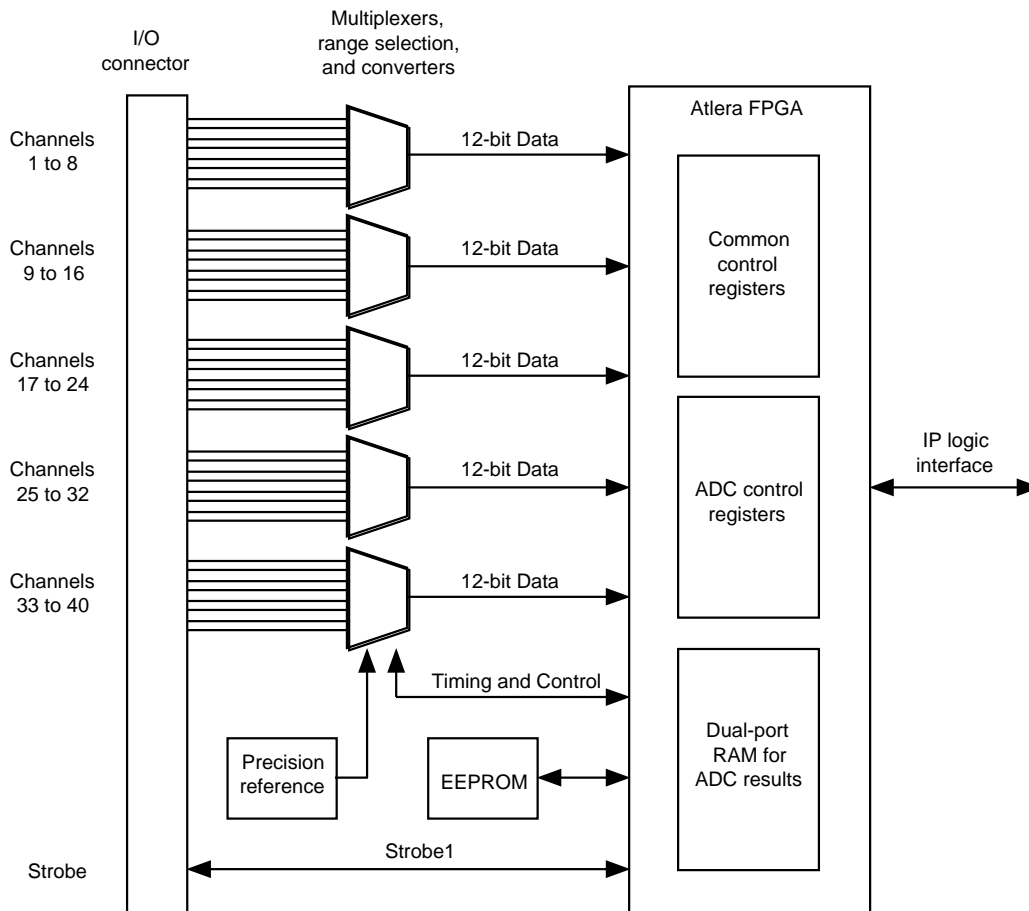 Multiplexers,
range selection,
and converters
I/O
connector
Atlera FPGA
Channels
1 to 8
12-bit Data
Common
control
registers
Channels
9 to 16
12-bit Data
Channels
17 to 24
12-bit Data
ADC control
registers
IP logic
interface
Channels
25 to 32
12-bit Data
Channels
33 to 40
12-bit Data
Timing and Control
Dual-port
RAM for
ADC results
Precision
reference
EEPROM
Strobe
Strobe1